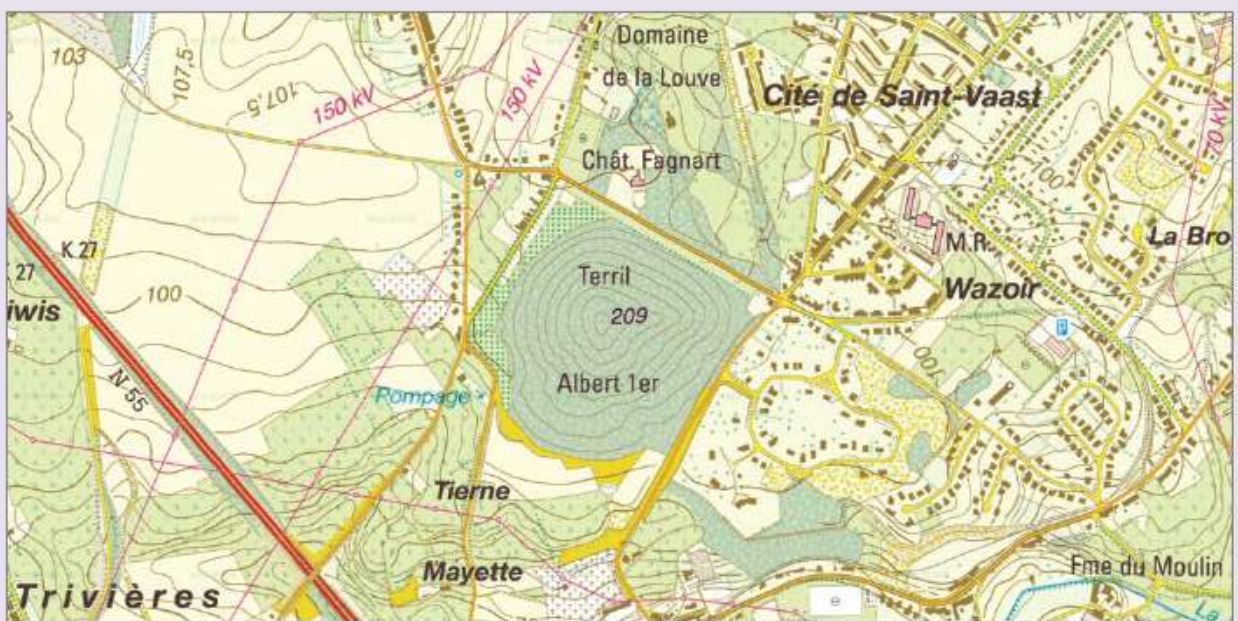 103
107,5
107,5
150 kV
150 kV
Domaine
de la Louve
Cité de Saint-Vaast
70 kV
Chât. Fagnart
100
M.R.
La Bro
K 27
27
iwis
100
Terril
209
Wazoir
Albert 1er
100
N 55
Pompage
Tierne
Mayette
Trivières
Fme du Moulin
La